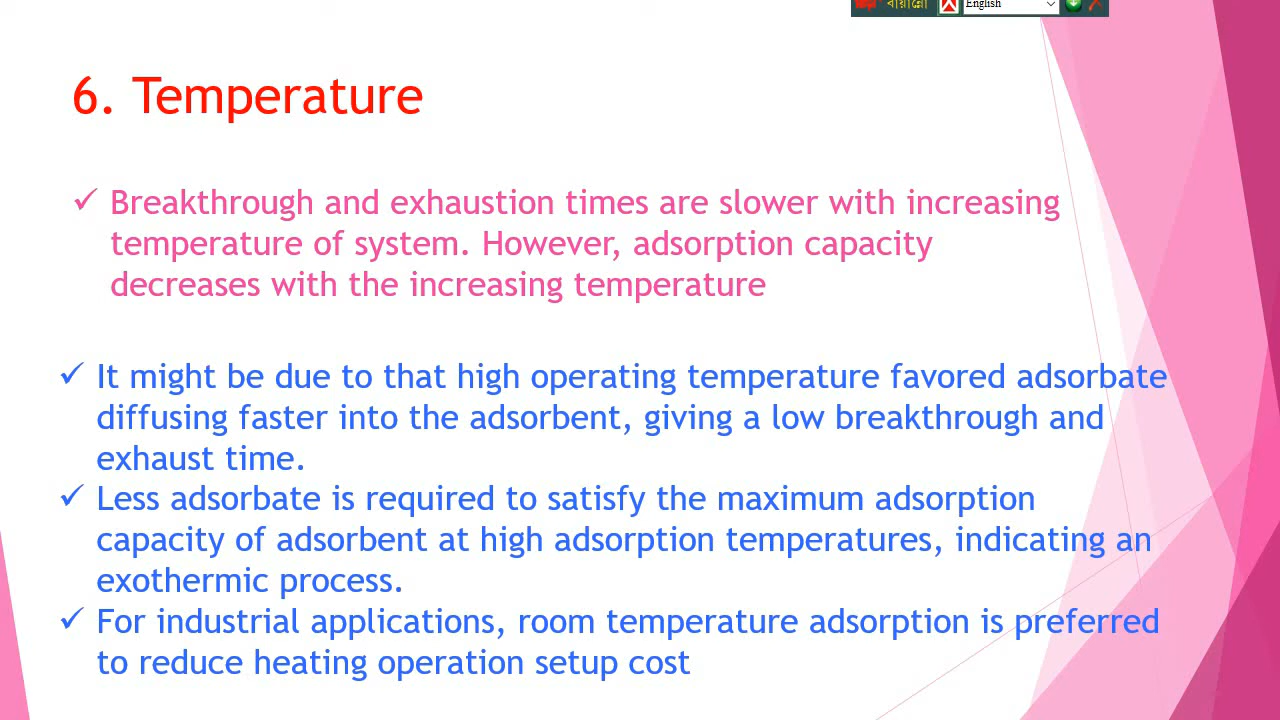 বায়ান্নো English
6. Temperature
✓ Breakthrough and exhaustion times are slower with increasing
temperature of system. However, adsorption capacity
decreases with the increasing temperature
✓ It might be due to that high operating temperature favored adsorbate
diffusing faster into the adsorbent, giving a low breakthrough and
exhaust time.
✓ Less adsorbate is required to satisfy the maximum adsorption
capacity of adsorbent at high adsorption temperatures, indicating an
exothermic process.
✓ For industrial applications, room temperature adsorption is preferred
to reduce heating operation setup cost